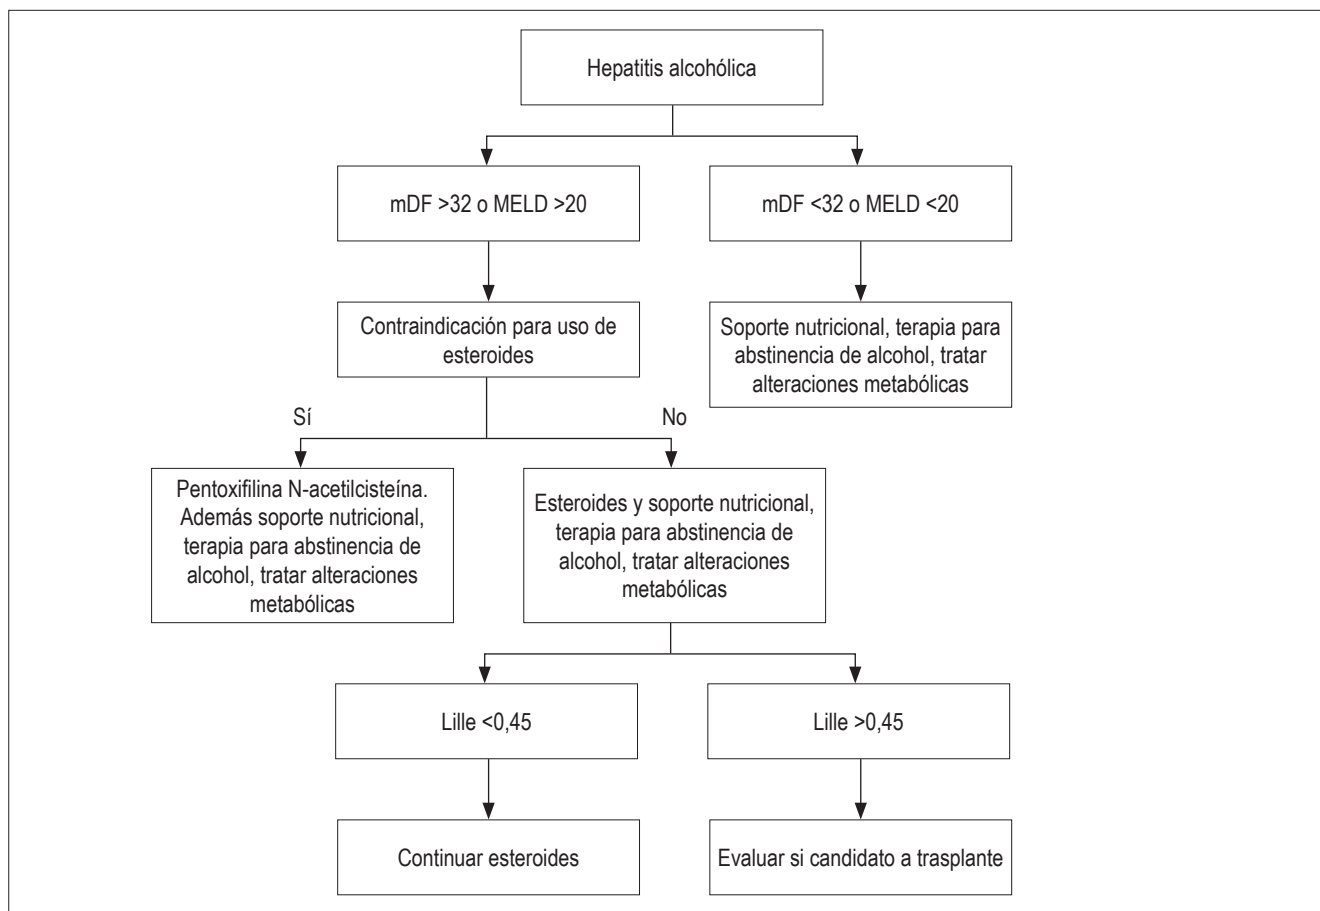 Hepatitis alcohólica
mDF >32 o MELD >20
mDF <32 o MELD <20
Contraindicación para uso de
esteroides
Soporte nutricional, terapia para
abstinencia de alcohol, tratar
alteraciones metabólicas
Sí
No
Pentoxifilina N-acetilcisteína.
Además soporte nutricional,
terapia para abstinencia de
alcohol, tratar alteraciones
metabólicas
Esteroides y soporte nutricional,
terapia para abstinencia de
alcohol, tratar alteraciones
metabólicas
Lille <0,45
Lille >0,45
Continuar esteroides
Evaluar si candidato a trasplante